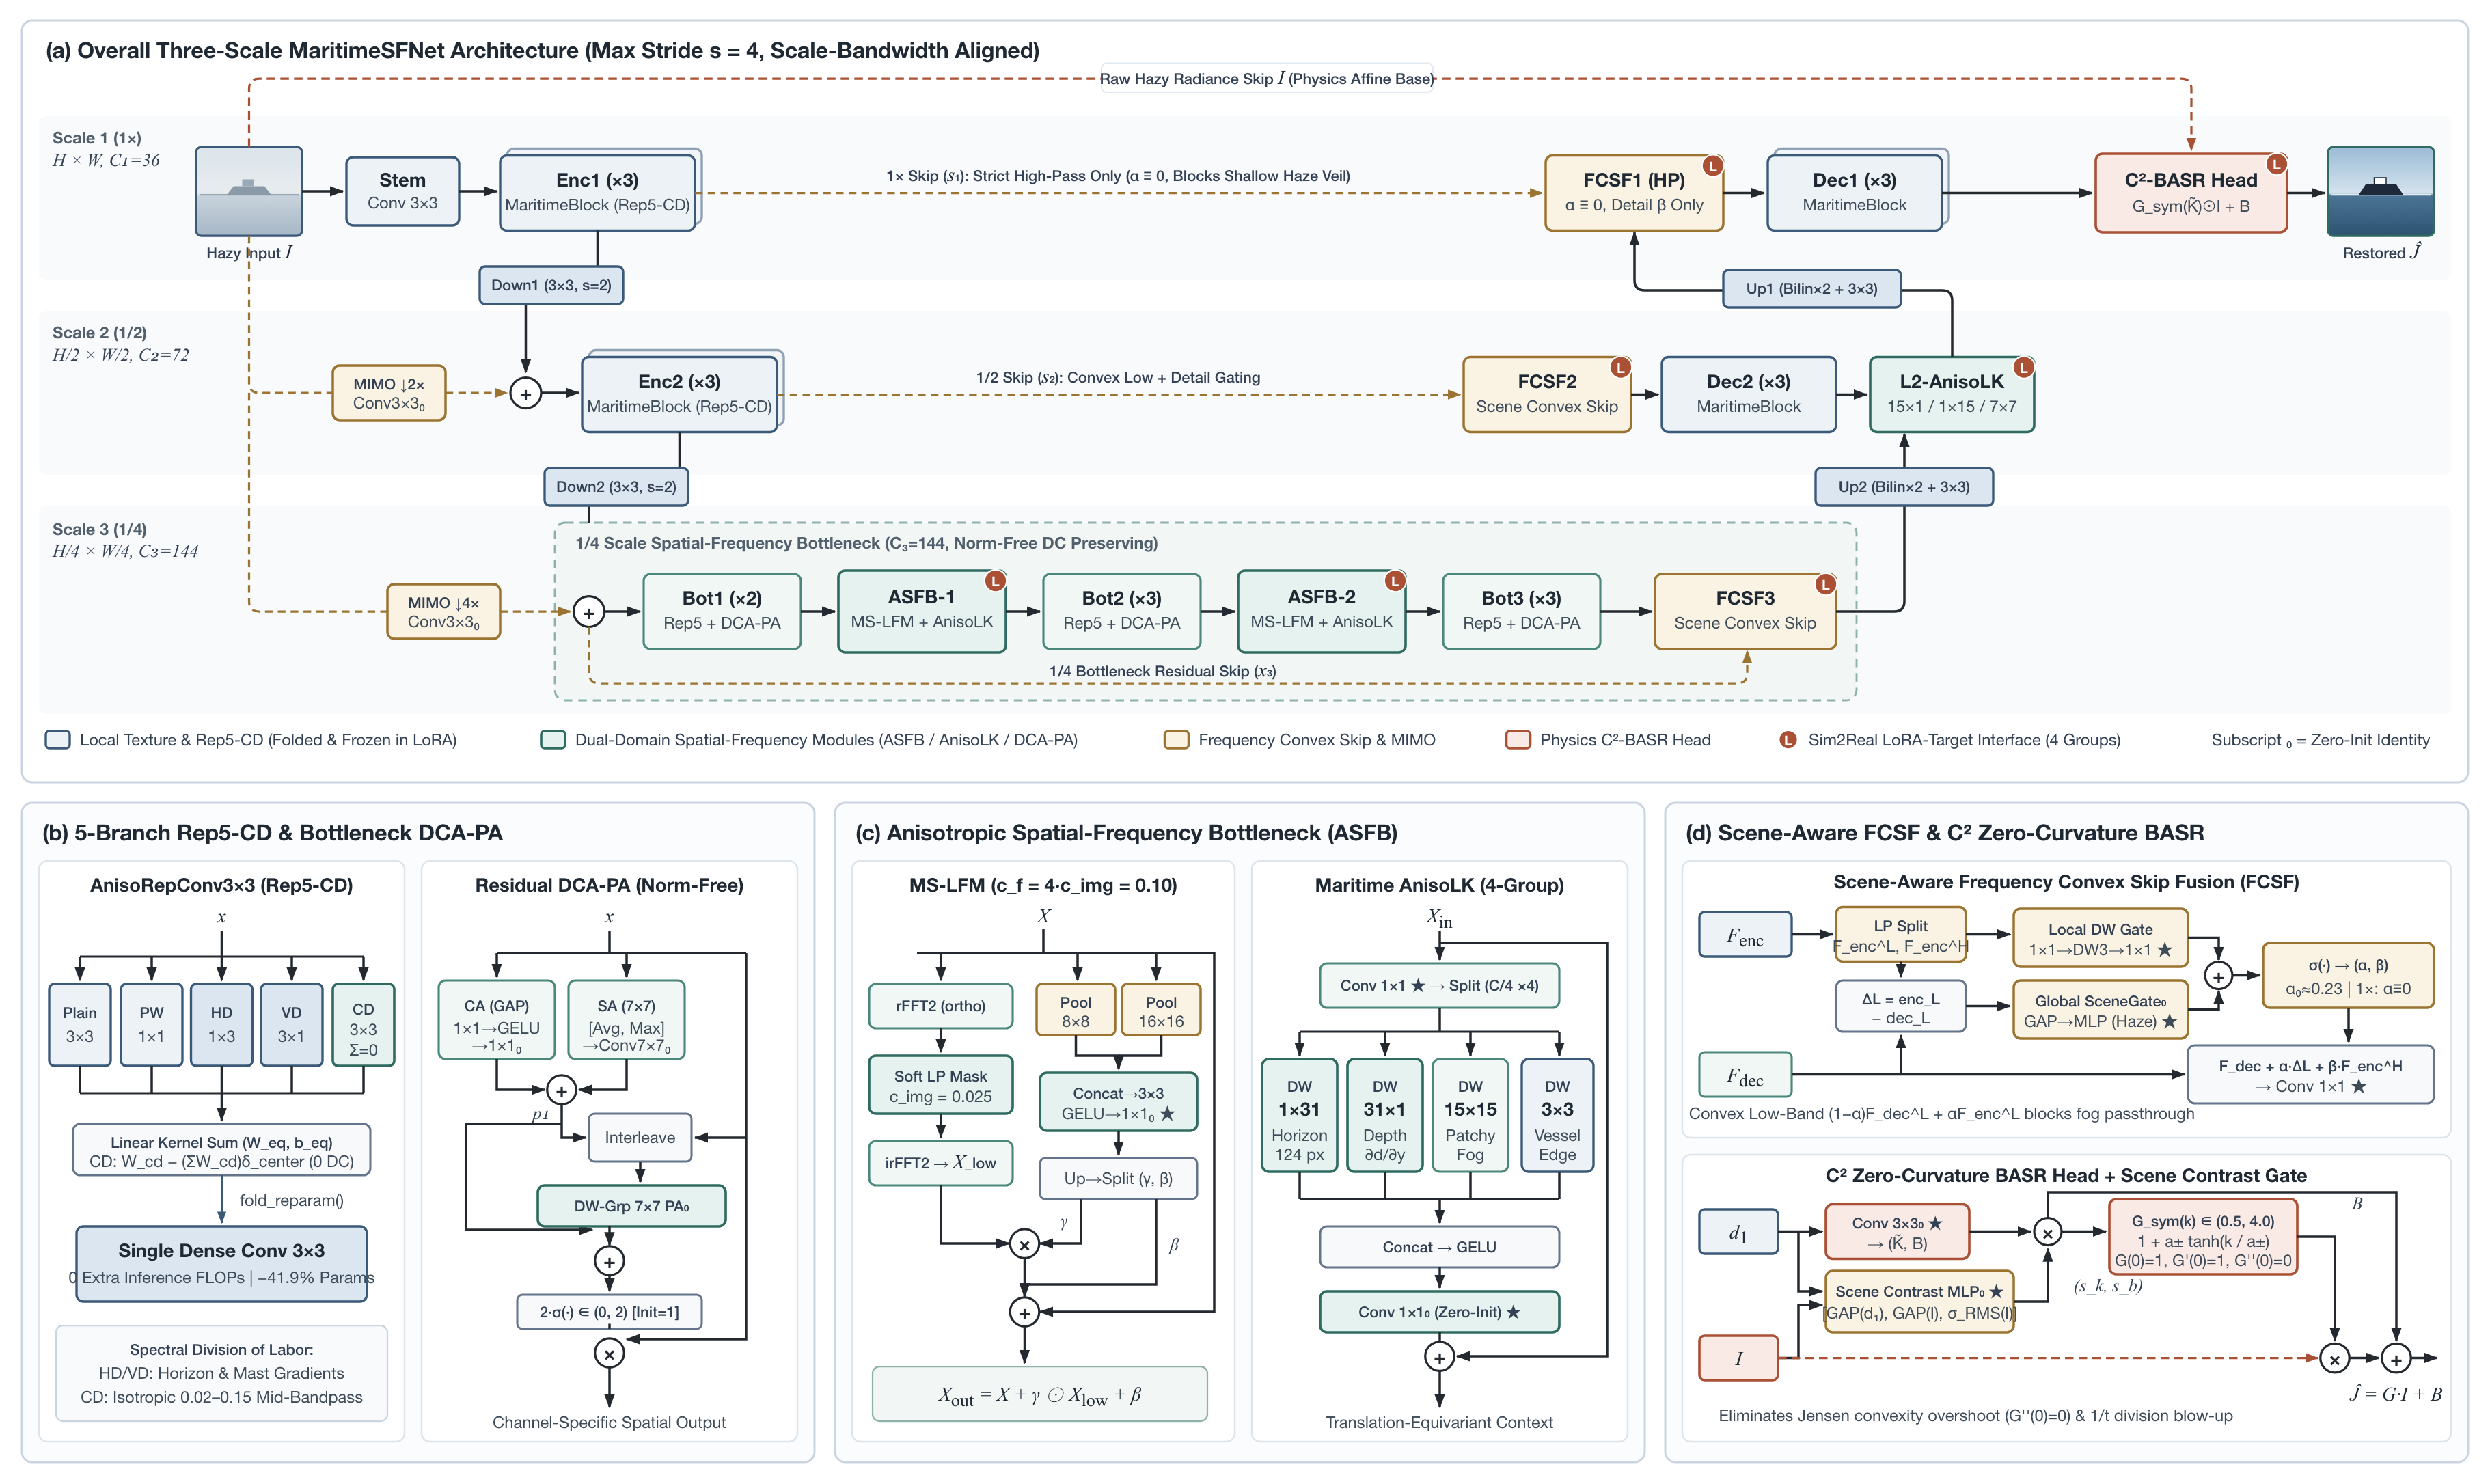 (a) Overall Three-Scale MaritimeSFNet Architecture (Max Stride s = 4, Scale-Bandwidth Aligned)
Raw Hazy Radiance Skip I (Physics Affine Base)
Scale 1 (1×)
H × W, C₁=36
Hazy Input I
Stem
Conv 3×3
Enc1 (×3)
MaritimeBlock (Rep5-CD)
1× Skip (s₁): Strict High-Pass Only (α ≡ 0, Blocks Shallow Haze Veil)
FCSF1 (HP)
α ≡ 0, Detail β Only
L
Dec1 (×3)
MaritimeBlock
C²-BASR Head
G_sym(K̃)⊙I + B
L
Restored Ĵ
Down1 (3×3, s=2)
Up1 (Bilin×2 + 3×3)
Scale 2 (1/2)
H/2 × W/2, C₂=72
MIMO ↓2×
Conv3×3₀
+
Enc2 (×3)
MaritimeBlock (Rep5-CD)
1/2 Skip (s₂): Convex Low + Detail Gating
FCSF2
Scene Convex Skip
L
Dec2 (×3)
MaritimeBlock
L2-AnisoLK
15×1 / 1×15 / 7×7
L
Down2 (3×3, s=2)
Up2 (Bilin×2 + 3×3)
Scale 3 (1/4)
H/4 × W/4, C₃=144
1/4 Scale Spatial-Frequency Bottleneck (C₃=144, Norm-Free DC Preserving)
MIMO ↓4×
Conv3×3₀
+
Bot1 (×2)
Rep5 + DCA-PA
ASFB-1
MS-LFM + AnisoLK
L
Bot2 (×3)
Rep5 + DCA-PA
ASFB-2
MS-LFM + AnisoLK
L
Bot3 (×3)
Rep5 + DCA-PA
FCSF3
Scene Convex Skip
L
1/4 Bottleneck Residual Skip (x₃)
Local Texture & Rep5-CD (Folded & Frozen in LoRA)
Dual-Domain Spatial-Frequency Modules (ASFB / AnisoLK / DCA-PA)
Frequency Convex Skip & MIMO
Physics C²-BASR Head
L Sim2Real LoRA-Target Interface (4 Groups)
Subscript ₀ = Zero-Init Identity
(b) 5-Branch Rep5-CD & Bottleneck DCA-PA
AnisoRepConv3×3 (Rep5-CD)
x
Plain
3×3
PW
1×1
HD
1×3
VD
3×1
CD
3×3
Σ=0
Linear Kernel Sum (W_eq, b_eq)
CD: W_cd − (ΣW_cd)δ_center (0 DC)
fold_reparam()
Single Dense Conv 3×3
0 Extra Inference FLOPs | −41.9% Params
Spectral Division of Labor:
HD/VD: Horizon & Mast Gradients
CD: Isotropic 0.02–0.15 Mid-Bandpass
Residual DCA-PA (Norm-Free)
x
CA (GAP)
1×1→GELU
→1×1₀
SA (7×7)
[Avg, Max]
→Conv7×7₀
+
p₁
Interleave
DW-Grp 7×7 PA₀
+
2·σ(·) ∈ (0, 2) [Init=1]
×
Channel-Specific Spatial Output
(c) Anisotropic Spatial-Frequency Bottleneck (ASFB)
MS-LFM (c_f = 4·c_img = 0.10)
X
rFFT2 (ortho)
Pool
8×8
Pool
16×16
Soft LP Mask
c_img = 0.025
Concat→3×3
GELU→1×1₀ ★
irFFT2 → X_low
Up→Split (γ, β)
γ
β
×
+
Xout = X + γ ⊙ Xlow + β
Maritime AnisoLK (4-Group)
Xin
Conv 1×1 ★ → Split (C/4 ×4)
DW
1×31
Horizon
124 px
DW
31×1
Depth
∂d/∂y
DW
15×15
Patchy
Fog
DW
3×3
Vessel
Edge
Concat → GELU
Conv 1×1₀ (Zero-Init) ★
+
Translation-Equivariant Context
(d) Scene-Aware FCSF & C² Zero-Curvature BASR
Scene-Aware Frequency Convex Skip Fusion (FCSF)
Fenc
LP Split
F_enc^L, F_enc^H
Local DW Gate
1×1→DW3→1×1 ★
ΔL = enc_L
− dec_L
Global SceneGate₀
GAP→MLP (Haze) ★
+
σ(·) → (α, β)
α₀≈0.23 | 1×: α≡0
Fdec
F_dec + α·ΔL + β·F_enc^H
→ Conv 1×1 ★
Convex Low-Band (1−α)F_dec^L + αF_enc^L blocks fog passthrough
C² Zero-Curvature BASR Head + Scene Contrast Gate
B
d₁
Conv 3×3₀ ★
→ (K̃, B)
×
G_sym(k) ∈ (0.5, 4.0)
1 + a± tanh(k / a±)
G(0)=1, G'(0)=1, G''(0)=0
Scene Contrast MLP₀ ★
[GAP(d₁), GAP(I), σ_RMS(I)]
(s_k, s_b)
I
×
+
Ĵ = G·I + B
Eliminates Jensen convexity overshoot (G''(0)=0) & 1/t division blow-up